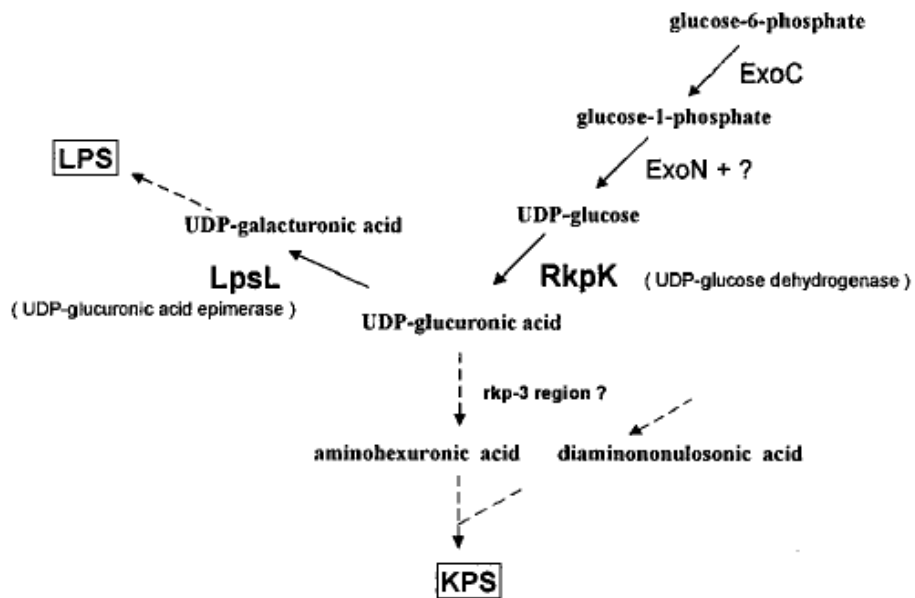 glucose-6-phosphate
ExoC
glucose-1-phosphate
LPS
ExoN + ?
UDP-galacturonic acid
UDP-glucose
LpsL
RkpK ( UDP-glucose dehydrogenase )
( UDP-glucuronic acid epimerase )
UDP-glucuronic acid
rkp-3 region ?
aminohexuronic acid diaminononulosonic acid
KPS